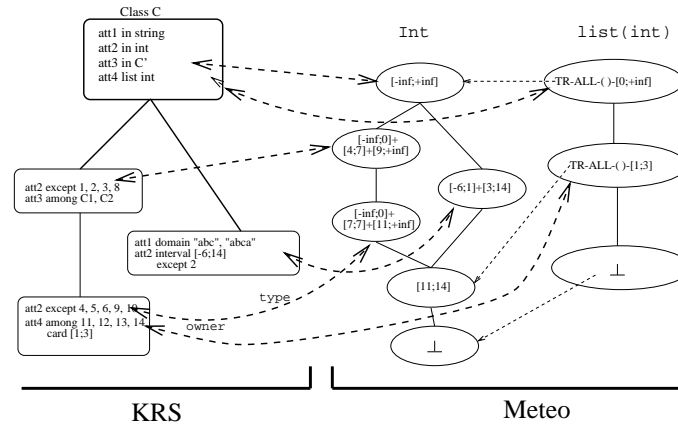 Class C
att1 in string
att2 in int
att3 in C'
att4 list int
att2 except 1, 2, 3, 8
att3 among C1, C2
att1 domain "abc", "abca"
att2 interval [-6;14]
except 2
att2 except 4, 5, 6, 9, 10
att4 among 11, 12, 13, 14
card [1;3]
type
owner
KRS
Int
[-inf;+inf]
[-inf;0]+
[4;7]+[9;+inf]
[-6;1]+[3;14]
[-inf;0]+
[7;7]+[11;+inf]
[11;14]
⊥
list(int)
TR-ALL-( )-[0;+inf]
TR-ALL-( )-[1;3]
⊥
Meteo